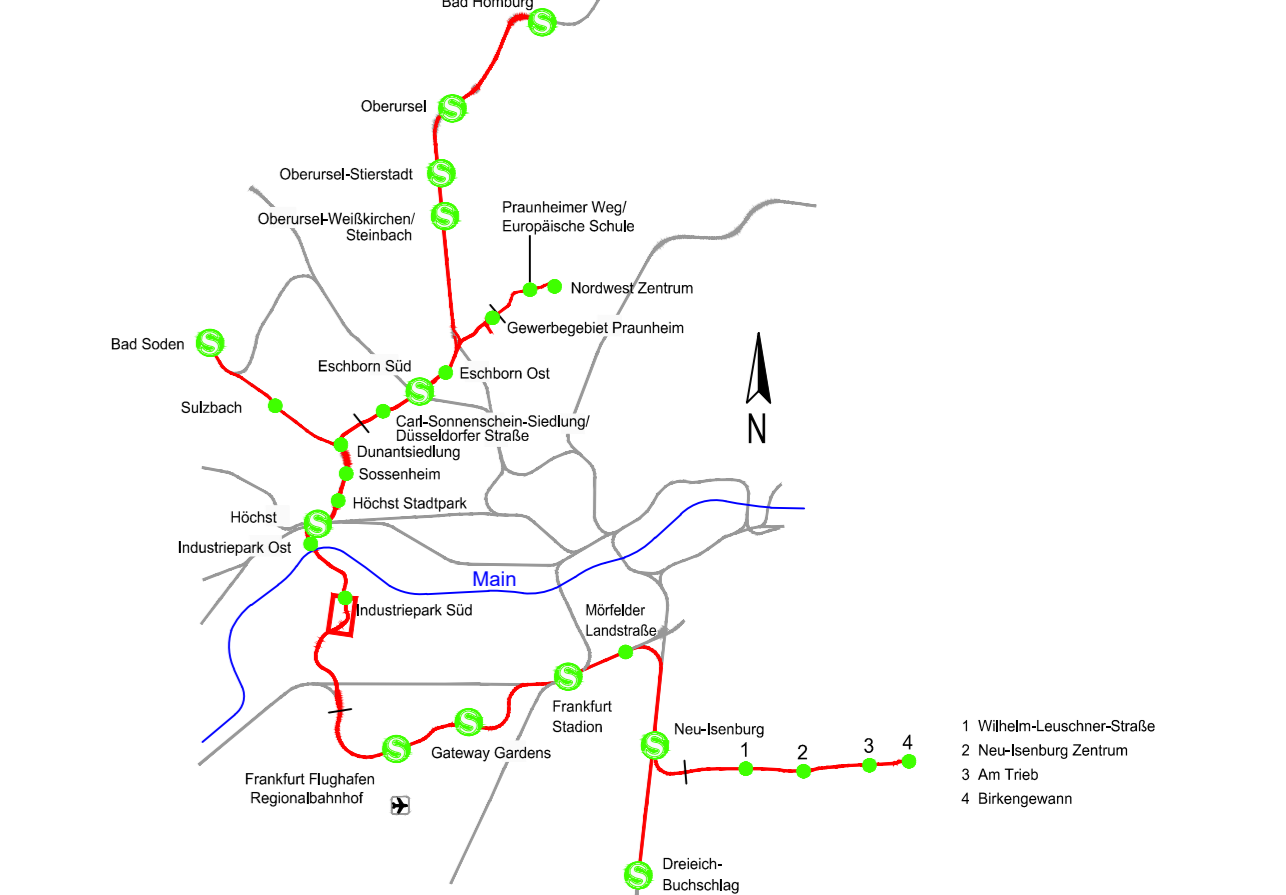 Bad Homburg
S
Oberursel
S
Oberursel-Stierstadt
S
Oberursel-Weißkirchen/
Steinbach
S
Praunheimer Weg/
Europäische Schule
Nordwest Zentrum
Gewerbegebiet Praunheim
Bad Soden
S
Eschborn Süd
S
Eschborn Ost
Sulzbach
Carl-Sonnenschein-Siedlung/
Düsseldorfer Straße
N
Dunantsiedlung
Sossenheim
Höchst Stadtpark
Höchst
S
Industriepark Ost
Main
Industriepark Süd
Mörfelder
Landstraße
S
Frankfurt
Stadion
Neu-Isenburg
S
S
Gateway Gardens
S
Frankfurt Flughafen
Regionalbahnhof
1
2
3
4
1 Wilhelm-Leuschner-Straße
2 Neu-Isenburg Zentrum
3 Am Trieb
4 Birkengewann
S
Dreieich-
Buchschlag